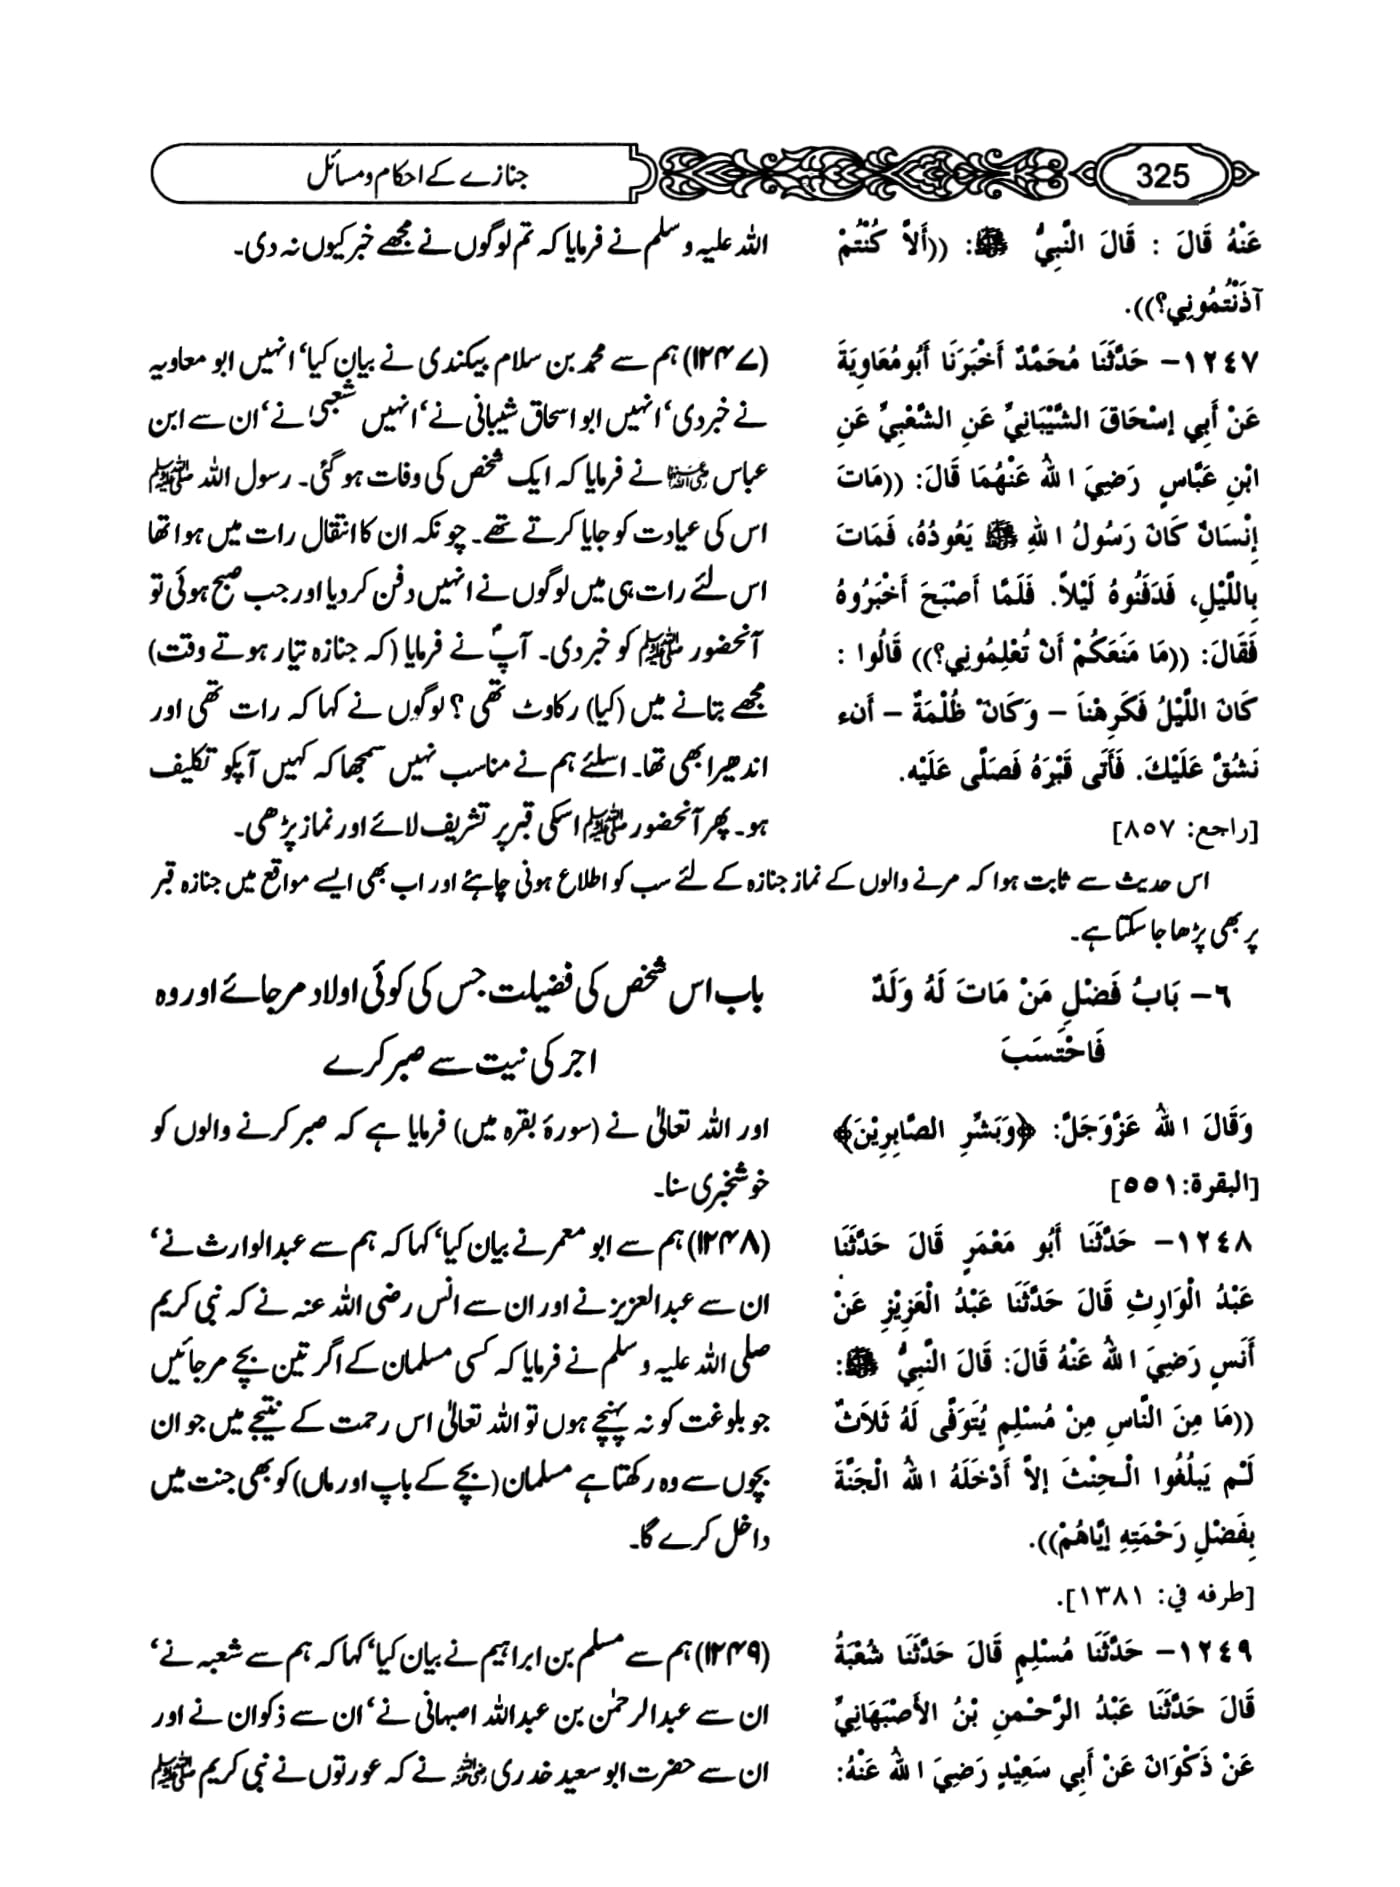 325
جنازے کے احکام و مسائل
عَنْهُ قَالَ : قَالَ النَّبِيُّ ﷺ: ((أَلاَّ كُنْتُمْ
آذَنْتُمُونِي؟)).
١٢٤٧- حَدَّثَنَا مُحَمَّدٌ أَخْبَرَنَا أَبُو مُعَاوِيَةَ
عَنْ أَبِي إِسْحَاقَ الشَّيْبَانِيِّ عَنِ الشَّعْبِيِّ عَنِ
ابْنِ عَبَّاسٍ رَضِيَ اللهُ عَنْهُمَا قَالَ: ((مَاتَ
إِنْسَانٌ كَانَ رَسُولُ اللهِ ﷺ يَعُودُهُ، فَمَاتَ
بِاللَّيْلِ، فَدَفَنُوهُ لَيْلاً. فَلَمَّا أَصْبَحَ أَخْبَرُوهُ
فَقَالَ: ((مَا مَنَعَكُمْ أَنْ تُعْلِمُونِي؟)) قَالُوا :
كَانَ اللَّيْلُ فَكَرِهْنَا - وَكَانَ ظُلْمَةٌ - أَنْ
نَشُقَّ عَلَيْكَ. فَأَتَى قَبْرَهُ فَصَلَّى عَلَيْهِ.
[راجع: ٨٥٧]
اللہ علیہ و سلم نے فرمایا کہ تم لوگوں نے مجھے خبر کیوں نہ دی۔
(۱۲۴۷) ہم سے محمد بن سلام بیکندی نے بیان کیا‘ انہیں ابو معاویہ
نے خبر دی‘ انہیں ابو اسحاق شیبانی نے‘ انہیں شعبی نے‘ ان سے ابن
عباس رضی اللہ عنہما نے فرمایا کہ ایک شخص کی وفات ہو گئی۔ رسول اللہ ﷺ
اس کی عیادت کو جایا کرتے تھے۔ چونکہ ان کا انتقال رات میں ہوا تھا
اس لئے رات ہی میں لوگوں نے انہیں دفن کر دیا اور جب صبح ہوئی تو
آنحضور ﷺ کو خبر دی۔ آپؐ نے فرمایا (کہ جنازہ تیار ہوتے وقت)
مجھے بتانے میں (کیا) رکاوٹ تھی؟ لوگوں نے کہا کہ رات تھی اور
اندھیرا بھی تھا۔ اسلئے ہم نے مناسب نہیں سمجھا کہ کہیں آپکو تکلیف
ہو۔ پھر آنحضور ﷺ اسکی قبر پر تشریف لائے اور نماز پڑھی۔
اس حدیث سے ثابت ہوا کہ مرنے والوں کے نماز جنازہ کے لئے سب کو اطلاع ہونی چاہئے اور اب بھی ایسے مواقع میں جنازہ قبر
پر بھی پڑھا جا سکتا ہے۔
٦- بَابُ فَضْلِ مَنْ مَاتَ لَهُ وَلَدٌ
فَاحْتَسَبَ
وَقَالَ اللهُ عَزَّوَجَلَّ: ﴿وَبَشِّرِ الصَّابِرِيْنَ﴾
[البقرة: ٥٥١]
١٢٤٨- حَدَّثَنَا أَبُو مَعْمَرٍ قَالَ حَدَّثَنَا
عَبْدُ الْوَارِثِ قَالَ حَدَّثَنَا عَبْدُ الْعَزِيْزِ عَنْ
أَنَسٍ رَضِيَ اللهُ عَنْهُ قَالَ: قَالَ النَّبِيُّ ﷺ:
((مَا مِنَ النَّاسِ مِنْ مُسْلِمٍ يُتَوَفَّى لَهُ ثَلاَثٌ
لَمْ يَبْلُغُوا الْحِنْثَ إِلاَّ أَدْخَلَهُ اللهُ الْجَنَّةَ
بِفَضْلِ رَحْمَتِهِ إِيَّاهُمْ)).
[طرفه في: ١٣٨١].
١٢٤٩- حَدَّثَنَا مُسْلِمٍ قَالَ حَدَّثَنَا شُعْبَةُ
قَالَ حَدَّثَنَا عَبْدُ الرَّحْمنِ بْنُ الأَصْبَهَانِيِّ
عَنْ ذَكْوَانَ عَنْ أَبِي سَعِيْدٍ رَضِيَ اللهُ عَنْهُ:
باب اس شخص کی فضیلت جس کی کوئی اولاد مر جائے اور وہ
اجر کی نیت سے صبر کرے
اور اللہ تعالیٰ نے (سورۂ بقرہ میں) فرمایا ہے کہ صبر کرنے والوں کو
خوشخبری سنا۔
(۱۲۴۸) ہم سے ابو معمر نے بیان کیا‘ کہا کہ ہم سے عبدالوارث نے‘
ان سے عبدالعزیز نے اور ان سے انس رضی اللہ عنہ نے کہ نبی کریم
صلی اللہ علیہ و سلم نے فرمایا کہ کسی مسلمان کے اگر تین بچے مرجائیں
جو بلوغت کو نہ پہنچے ہوں تو اللہ تعالیٰ اس رحمت کے نتیجے میں جو ان
بچوں سے وہ رکھتا ہے مسلمان (بچے کے باپ اور ماں) کو بھی جنت میں
داخل کرے گا۔
(۱۲۴۹) ہم سے مسلم بن ابراہیم نے بیان کیا‘ کہا کہ ہم سے شعبہ نے‘
ان سے عبدالرحمٰن بن عبداللہ اصبہانی نے‘ ان سے ذکوان نے اور
ان سے حضرت ابو سعید خدری رضی اللہ عنہ نے کہ عورتوں نے نبی کریم ﷺ